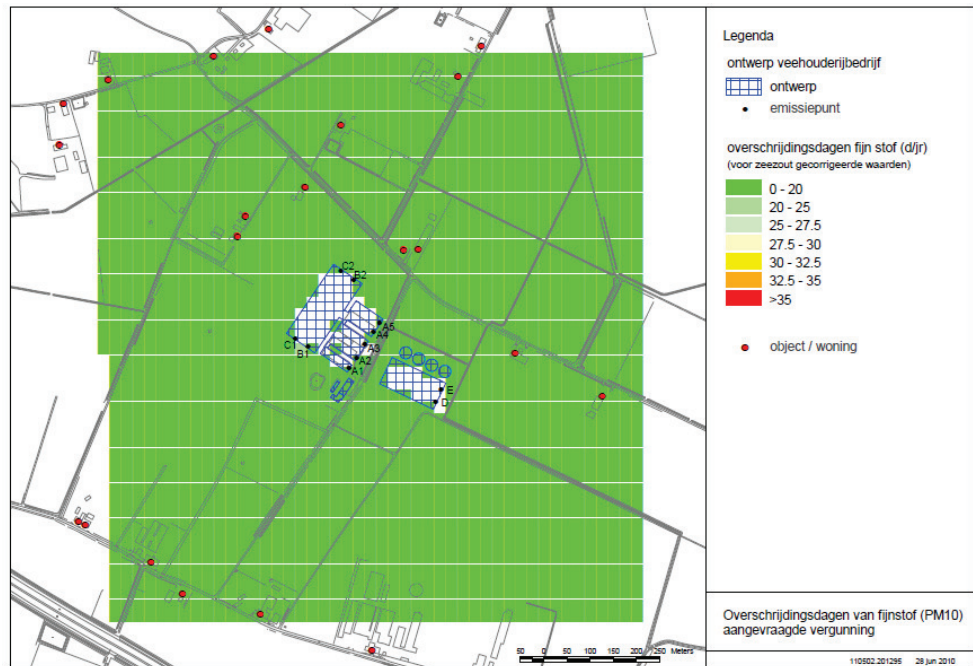 Legenda
ontwerp veehouderijbedrijf
ontwerp
emissiepunt
overschrijdingsdagen fijn stof (d/jr)
(voor zeezout gecorrigeerde waarden)
0 - 20
20 - 25
25 - 27.5
27.5 - 30
30 - 32.5
32.5 - 35
>35
object / woning
C2
B2
A5
A4
C1
B1
A3
A2
A1
E
D
50 0 50 100 150 200 250 Meters
Overschrijdingsdagen van fijnstof (PM10)
aangevraagde vergunning
110502.201295 28 jun 2010